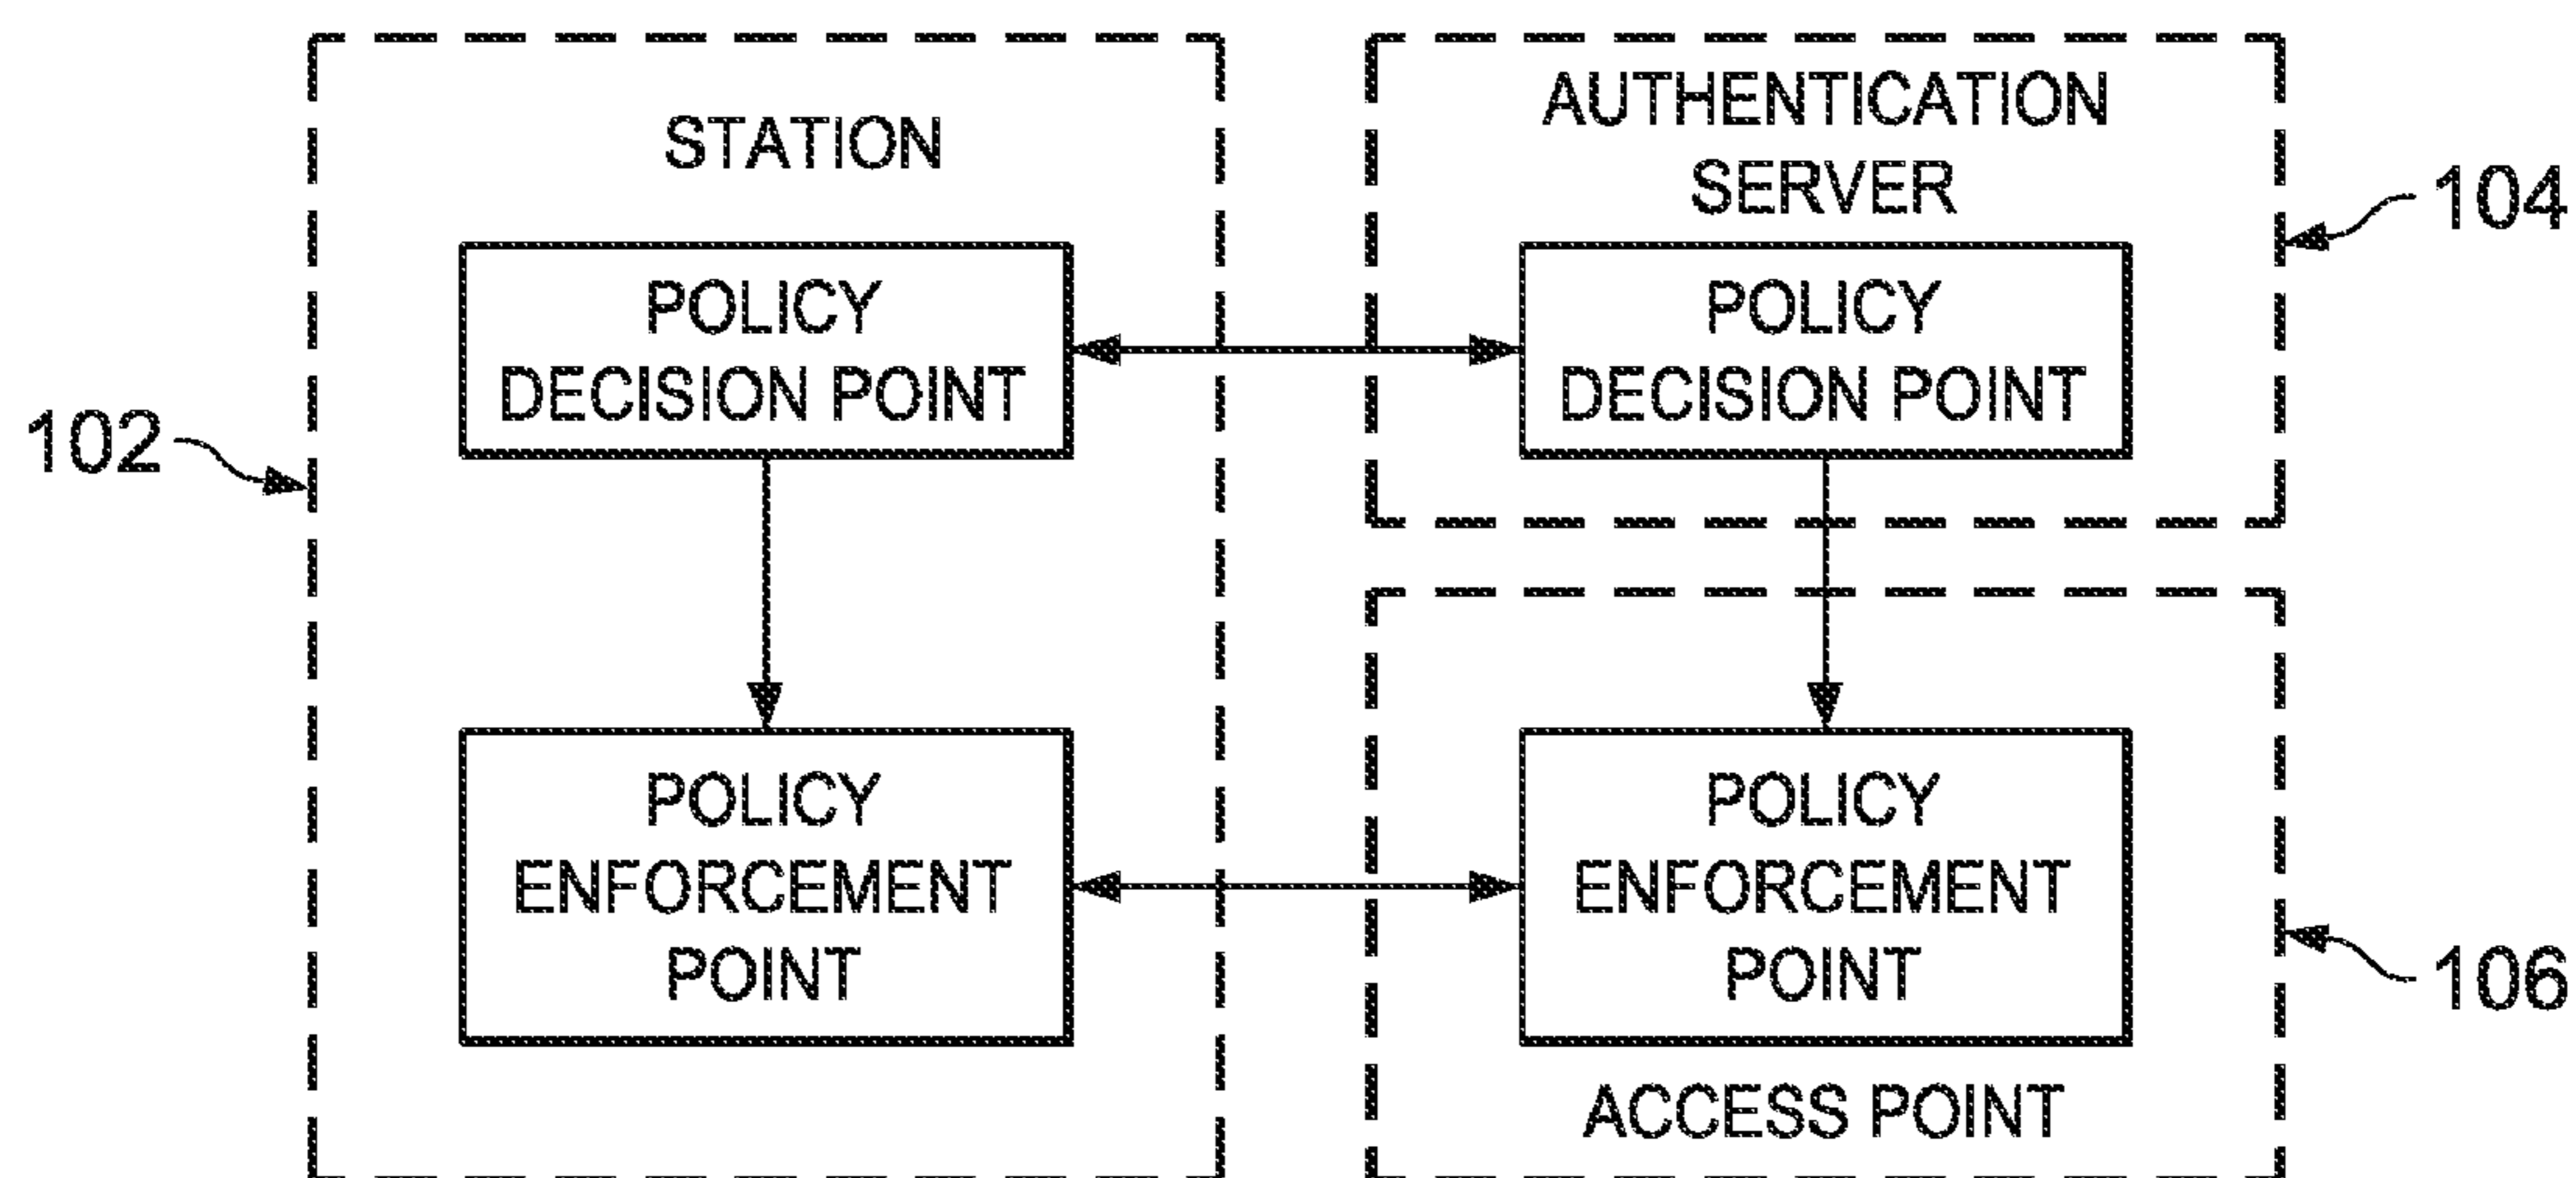 STATION
POLICY
DECISION POINT
POLICY
ENFORCEMENT
POINT
102
AUTHENTICATION
SERVER
POLICY
DECISION POINT
104
POLICY
ENFORCEMENT
POINT
ACCESS POINT
106